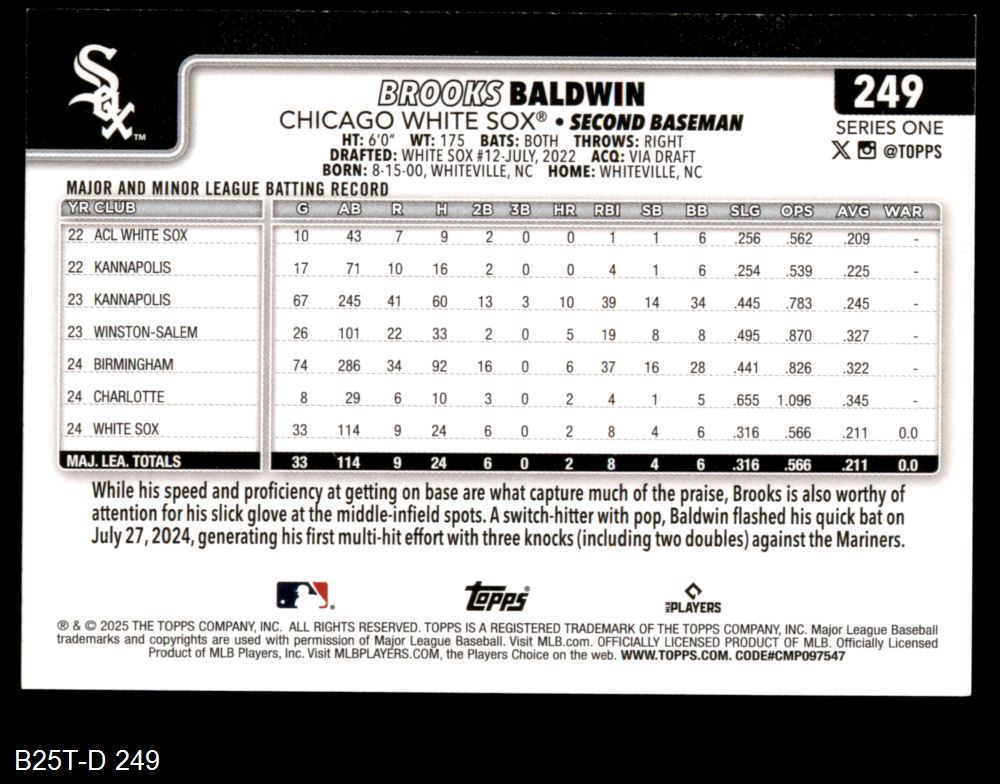 Sox
TM
BROOKS BALDWIN
CHICAGO WHITE SOX® • SECOND BASEMAN
HT: 6'0" WT: 175 BATS: BOTH THROWS: RIGHT
DRAFTED: WHITE SOX #12-JULY, 2022 ACQ: VIA DRAFT
BORN: 8-15-00, WHITEVILLE, NC HOME: WHITEVILLE, NC
249
SERIES ONE
X @TOPPS
MAJOR AND MINOR LEAGUE BATTING RECORD
YR CLUB G AB R H 2B 3B HR RBI SB BB SLG OPS AVG WAR
22 ACL WHITE SOX 10 43 7 9 2 0 0 1 1 6 .256 .562 .209 -
22 KANNAPOLIS 17 71 10 16 2 0 0 4 1 6 .254 .539 .225 -
23 KANNAPOLIS 67 245 41 60 13 3 10 39 14 34 .445 .783 .245 -
23 WINSTON-SALEM 26 101 22 33 2 0 5 19 8 8 .495 .870 .327 -
24 BIRMINGHAM 74 286 34 92 16 0 6 37 16 28 .441 .826 .322 -
24 CHARLOTTE 8 29 6 10 3 0 2 4 1 5 .655 1.096 .345 -
24 WHITE SOX 33 114 9 24 6 0 2 8 4 6 .316 .566 .211 0.0
MAJ. LEA. TOTALS 33 114 9 24 6 0 2 8 4 6 .316 .566 .211 0.0
While his speed and proficiency at getting on base are what capture much of the praise, Brooks is also worthy of
attention for his slick glove at the middle-infield spots. A switch-hitter with pop, Baldwin flashed his quick bat on
July 27, 2024, generating his first multi-hit effort with three knocks (including two doubles) against the Mariners.
®
Topps®
MLB PLAYERS
® & © 2025 THE TOPPS COMPANY, INC. ALL RIGHTS RESERVED. TOPPS IS A REGISTERED TRADEMARK OF THE TOPPS COMPANY, INC. Major League Baseball
trademarks and copyrights are used with permission of Major League Baseball. Visit MLB.com. OFFICIALLY LICENSED PRODUCT OF MLB. Officially Licensed
Product of MLB Players, Inc. Visit MLBPLAYERS.COM, the Players Choice on the web. WWW.TOPPS.COM. CODE#CMP097547
B25T-D 249